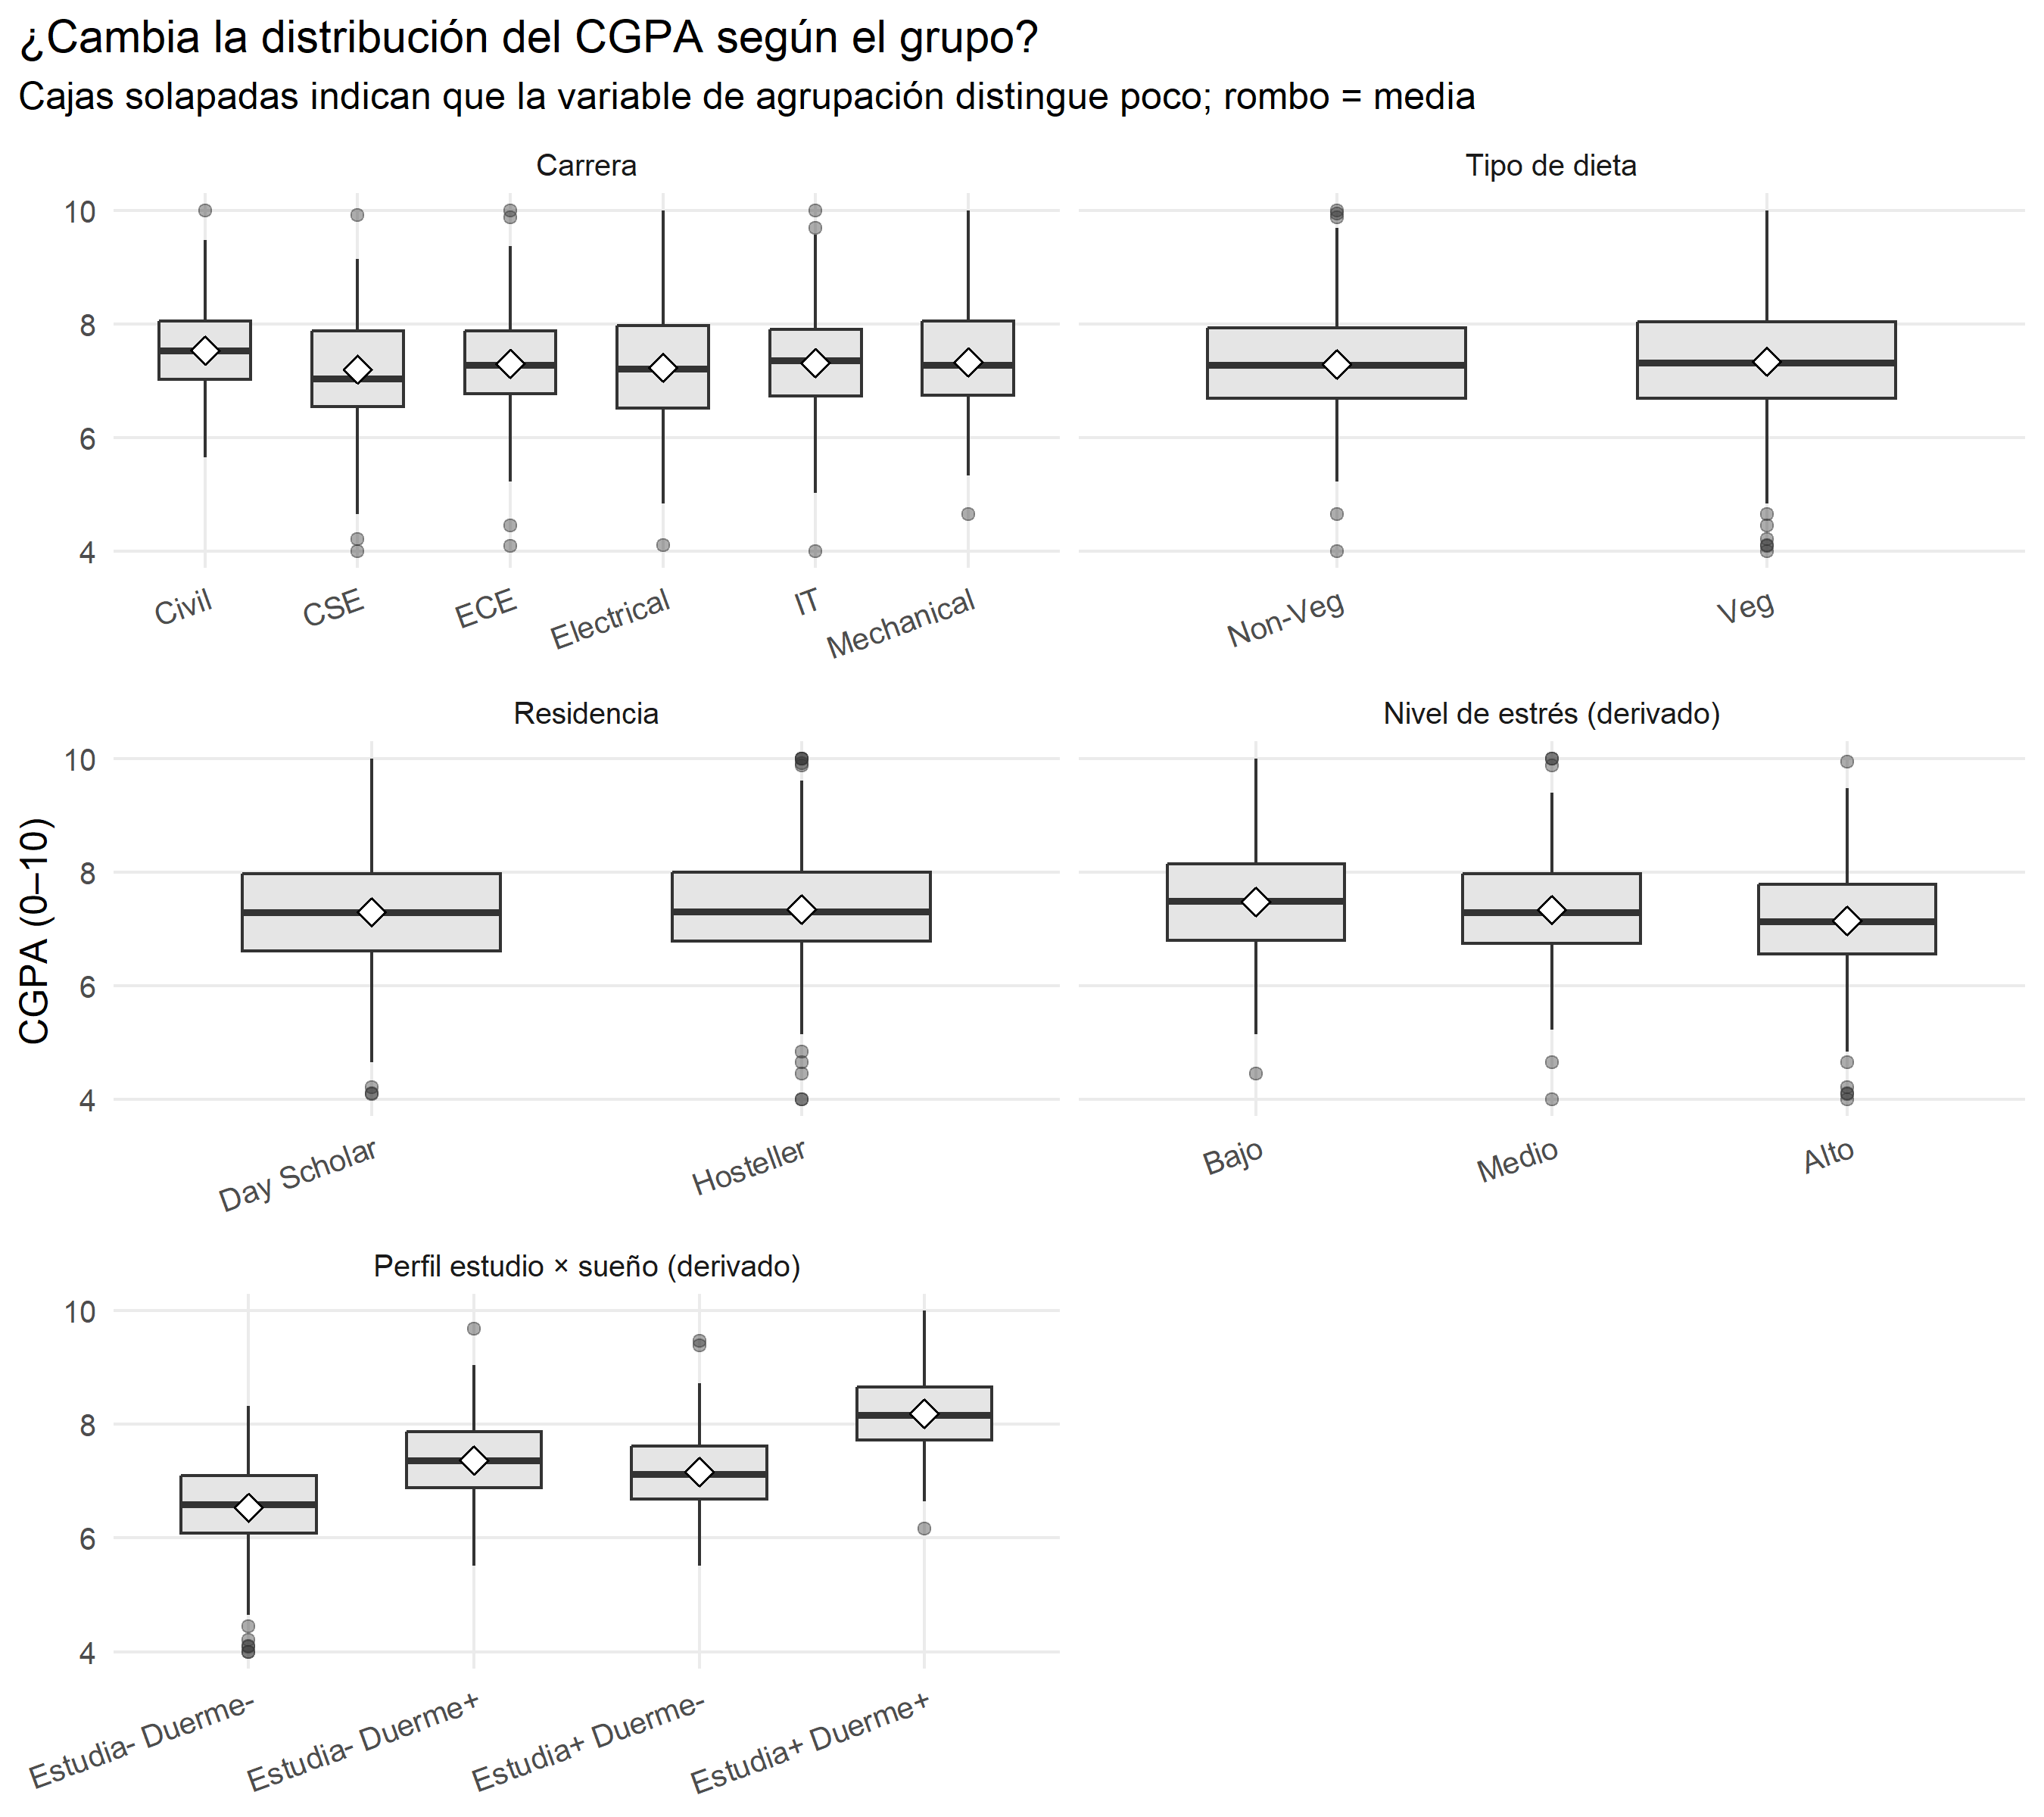 ¿Cambia la distribución del CGPA según el grupo?
Cajas solapadas indican que la variable de agrupación distingue poco; rombo = media
Carrera
Tipo de dieta
10
8
6
4
Civil
CSE
ECE
Electrical
IT
Mechanical
Non-Veg
Veg
Residencia
Nivel de estrés (derivado)
CGPA (0–10)
10
8
6
4
Day Scholar
Hosteller
Bajo
Medio
Alto
Perfil estudio × sueño (derivado)
10
8
6
4
Estudia- Duerme-
Estudia- Duerme+
Estudia+ Duerme-
Estudia+ Duerme+